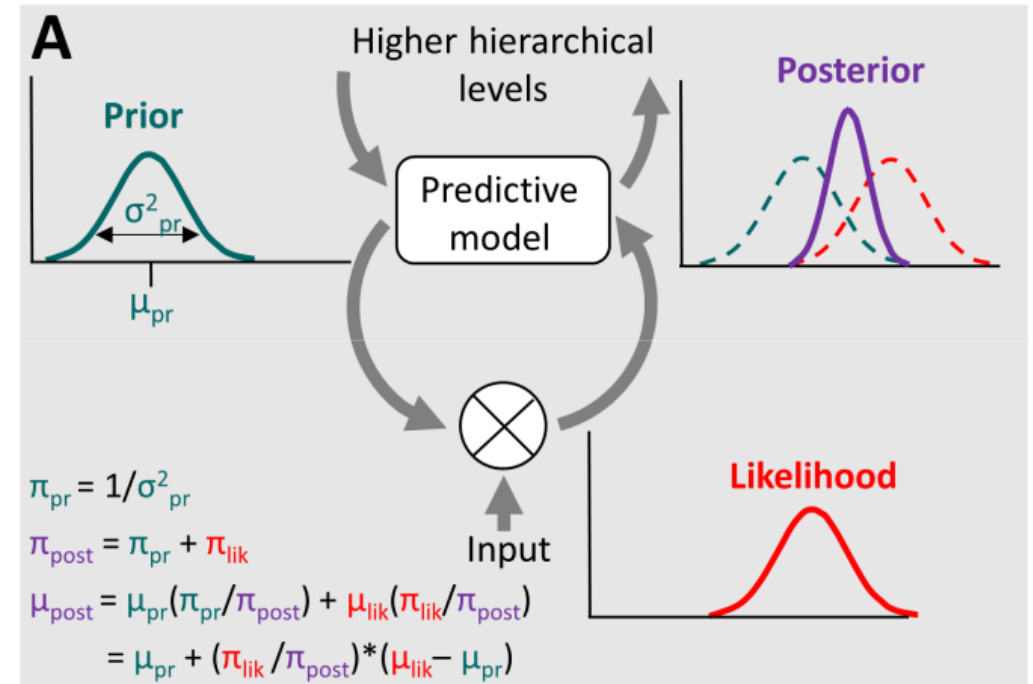 A
Higher hierarchical
levels
Prior
σ²pr
μpr
Predictive
model
Posterior
Input
Likelihood
πpr = 1/σ²pr
πpost = πpr + πlik
μpost = μpr(πpr/πpost) + μlik(πlik/πpost)
= μpr + (πlik /πpost)*(μlik– μpr)